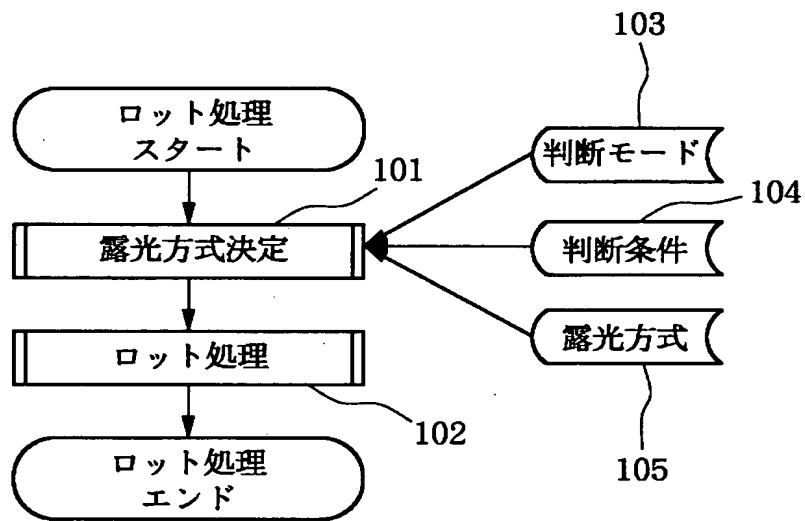 103
ロット処理
スタート
判断モード
101
104
露光方式決定
判断条件
ロット処理
露光方式
102
105
ロット処理
エンド